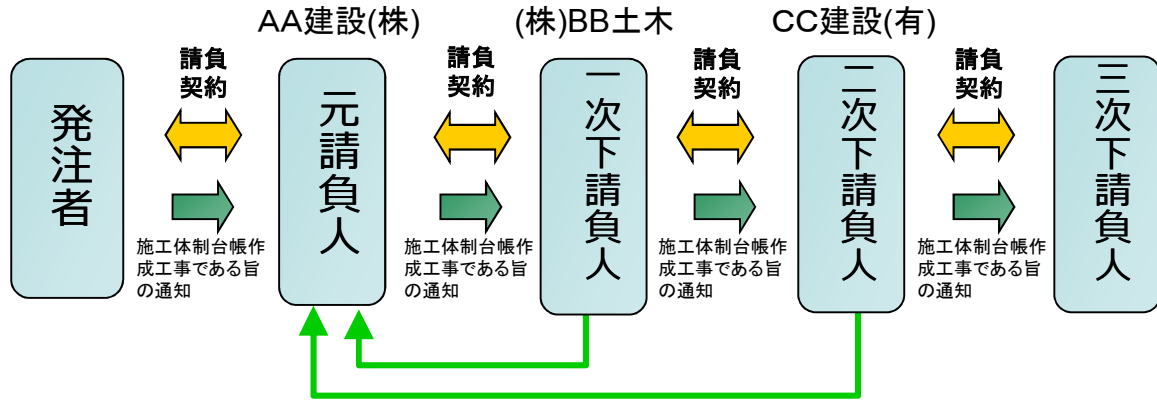 AA建設(株)
(株)BB土木
CC建設(有)
発注者
請負
契約
施工体制台帳作
成工事である旨
の通知
元請負人
請負
契約
施工体制台帳作
成工事である旨
の通知
一次下請負人
請負
契約
施工体制台帳作
成工事である旨
の通知
二次下請負人
請負
契約
施工体制台帳作
成工事である旨
の通知
三次下請負人